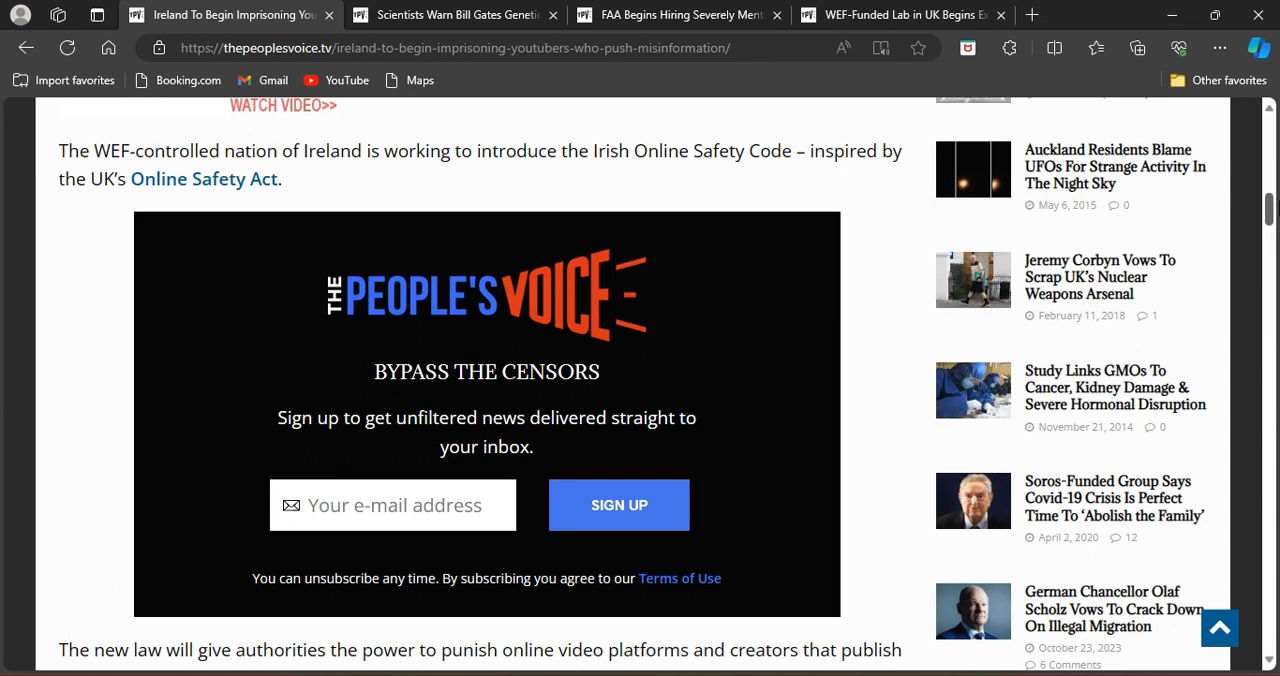 Ireland To Begin Imprisoning You
Scientists Warn Bill Gates Geneti
FAA Begins Hiring Severely Ment
WEF-Funded Lab in UK Begins Ex
https://thepeoplesvoice.tv/ireland-to-begin-imprisoning-youtubers-who-push-misinformation/
Import favorites
Booking.com
Gmail
YouTube
Maps
Other favorites
WATCH VIDEO>>
The WEF-controlled nation of Ireland is working to introduce the Irish Online Safety Code – inspired by
the UK's Online Safety Act.
THE PEOPLE'S VOICE
BYPASS THE CENSORS
Sign up to get unfiltered news delivered straight to
your inbox.
Your e-mail address
SIGN UP
You can unsubscribe any time. By subscribing you agree to our Terms of Use
The new law will give authorities the power to punish online video platforms and creators that publish
Auckland Residents Blame
UFOs For Strange Activity In
The Night Sky
May 6, 2015 0
Jeremy Corbyn Vows To
Scrap UK's Nuclear
Weapons Arsenal
February 11, 2018 1
Study Links GMOs To
Cancer, Kidney Damage &
Severe Hormonal Disruption
November 21, 2014 0
Soros-Funded Group Says
Covid-19 Crisis Is Perfect
Time To 'Abolish the Family'
April 2, 2020 12
German Chancellor Olaf
Scholz Vows To Crack Down
On Illegal Migration
October 23, 2023
6 Comments